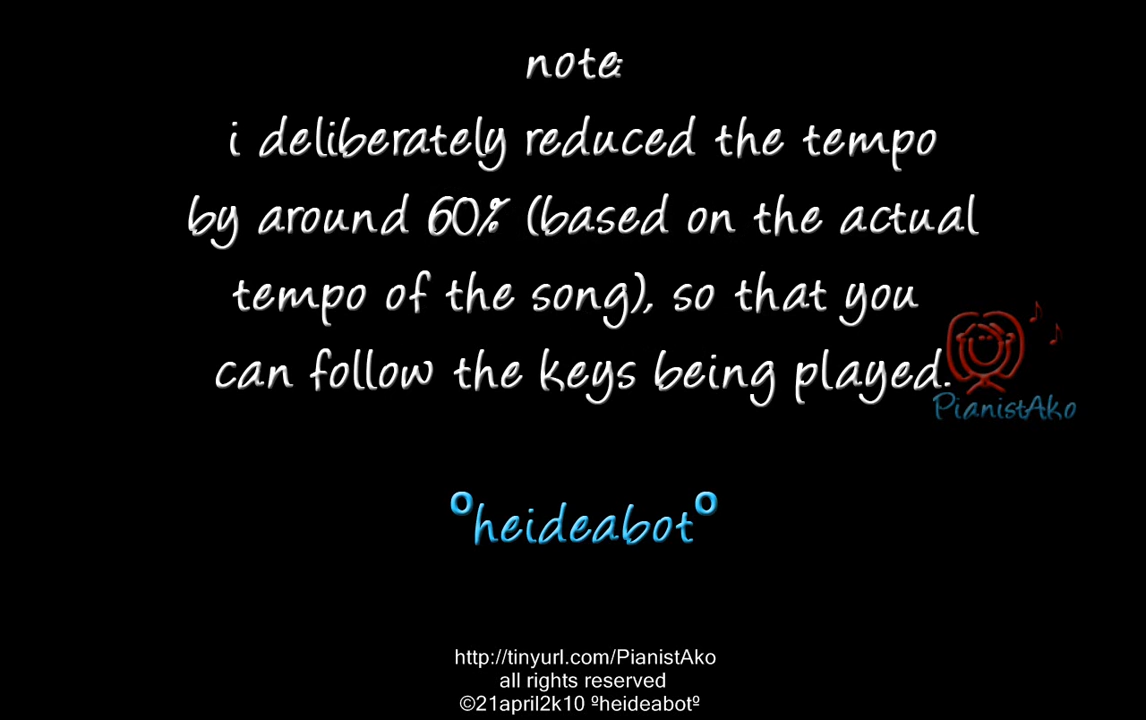 note:
i deliberately reduced the tempo
by around 60% (based on the actual
tempo of the song), so that you
can follow the keys being played.
PianistAko
ºheideabotº
http://tinyurl.com/PianistAko
all rights reserved
©21april2k10 ºheideabotº